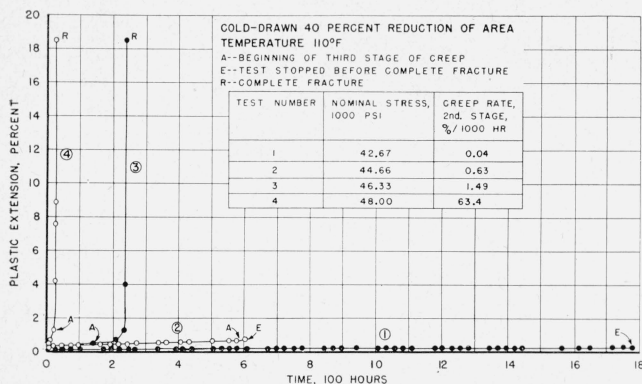 COLD-DRAWN 40 PERCENT REDUCTION OF AREA
TEMPERATURE 110°F
A--BEGINNING OF THIRD STAGE OF CREEP
E--TEST STOPPED BEFORE COMPLETE FRACTURE
R--COMPLETE FRACTURE
TEST NUMBER NOMINAL STRESS, 1000 PSI CREEP RATE, 2nd. STAGE, %/1000 HR
1 42.67 0.04
2 44.66 0.63
3 46.33 1.49
4 48.00 63.4
PLASTIC EXTENSION, PERCENT
20
18
16
14
12
10
8
6
4
2
0
R
R
④
③
A
A
②
A
E
①
E
0 2 4 6 8 10 12 14 16 18
TIME, 100 HOURS